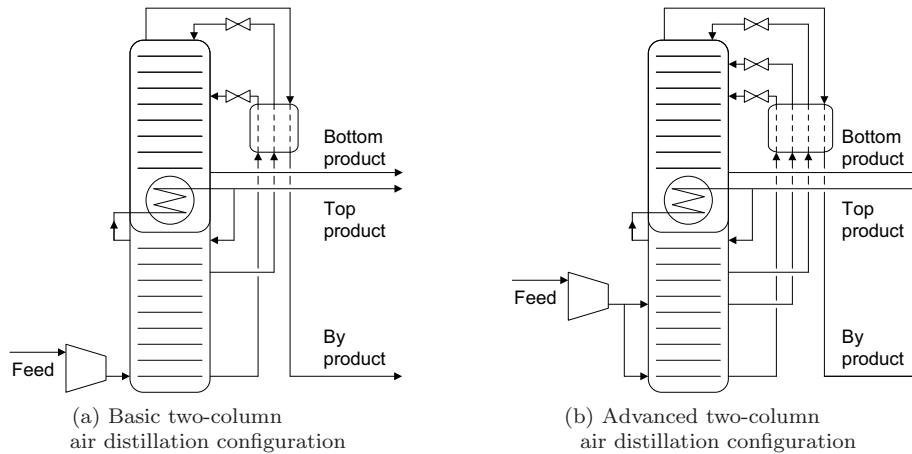 Bottom
product
Top
product
Feed
By
product
(a) Basic two-column
air distillation configuration
Bottom
product
Top
product
Feed
By
product
(b) Advanced two-column
air distillation configuration